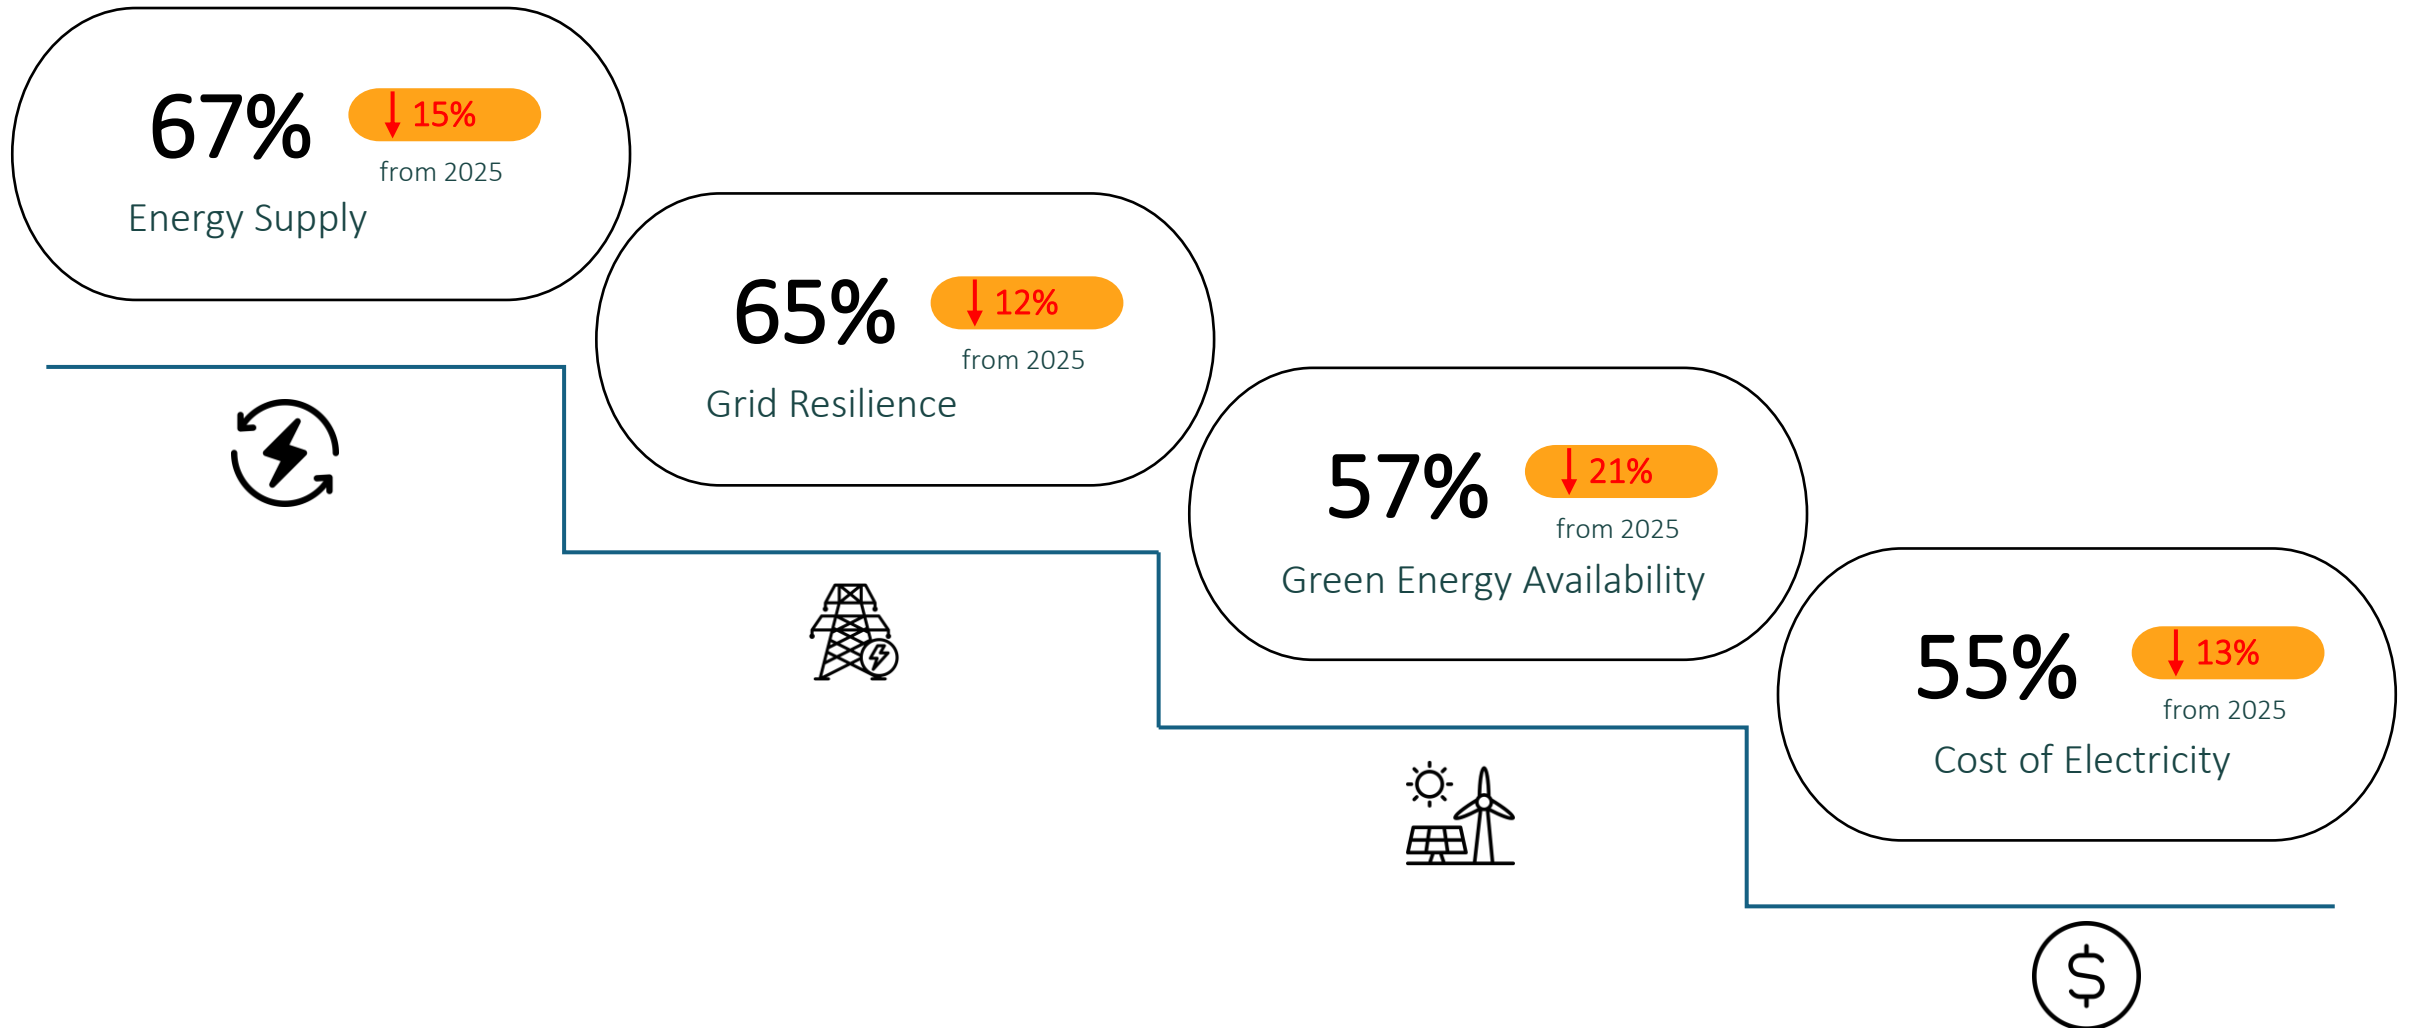 67%
↓ 15%
from 2025
Energy Supply
65%
↓ 12%
from 2025
Grid Resilience
57%
↓ 21%
from 2025
Green Energy Availability
55%
↓ 13%
from 2025
Cost of Electricity
$